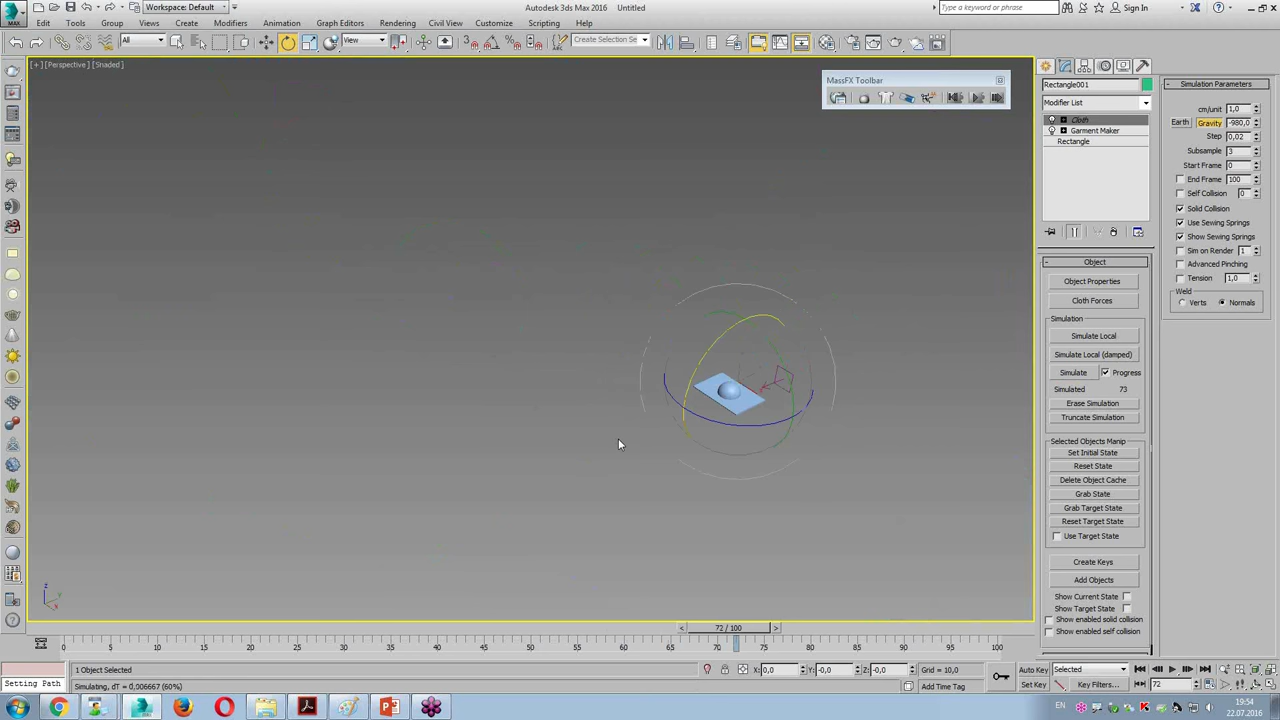 Workspace: Default
Autodesk 3ds Max 2016 Untitled
Type a keyword or phrase
Sign In
MAX
Edit Tools Group Views Create Modifiers Animation Graph Editors Rendering Civil View Customize Scripting Help
All
View
Create Selection Se
[+] [Perspective] [Shaded]
MassFX Toolbar
Rectangle001
Modifier List
Cloth
Garment Maker
Rectangle
Object
Object Properties
Cloth Forces
Simulation
Simulate Local
Simulate Local (damped)
Simulate Progress
Simulated 73
Erase Simulation
Truncate Simulation
Selected Objects Manip
Set Initial State
Reset State
Delete Object Cache
Grab State
Grab Target State
Reset Target State
Use Target State
Create Keys
Add Objects
Show Current State
Show Target State
Show enabled solid collision
Show enabled self collision
Simulation Parameters
cm/unit 1,0
Earth Gravity -980,0
Step 0,02
Subsample 3
Start Frame 0
End Frame 100
Self Collision 0
Solid Collision
Use Sewing Springs
Show Sewing Springs
Sim on Render 1
Advanced Pinching
Tension 1,0
Weld
Verts Normals
z
y
x
< 72 / 100 >
0 5 10 15 20 25 30 35 40 45 50 55 60 65 70 75 80 85 90 95 100
1 Object Selected
X: 0,0 Y: -0,0 Z: -0,0 Grid = 10,0
Auto Key Selected
Setting Path
Simulating, dT = 0,006667 (60%)
Add Time Tag
Set Key Key Filters... 72
EN
19:54
22.07.2016